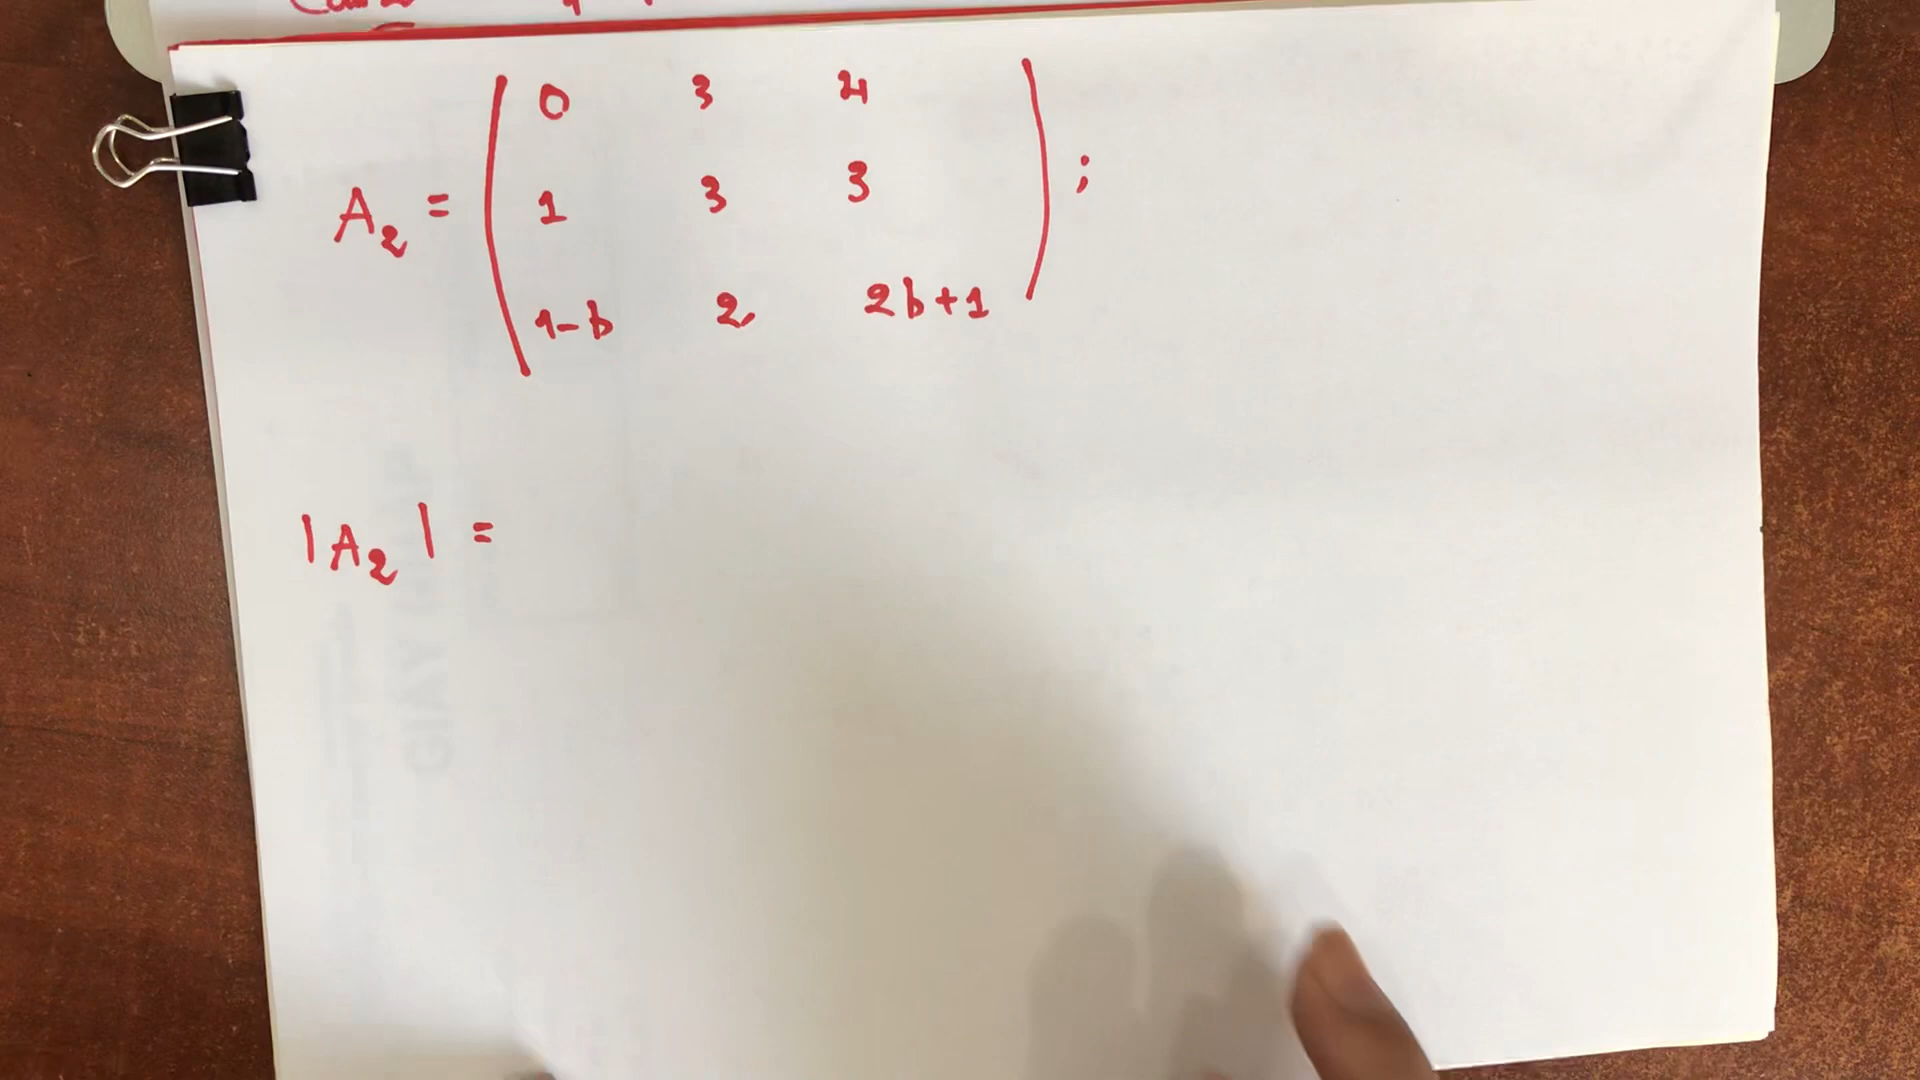 0 3 4
A₂ = ( 1 3 3 ) ;
1-b 2 2b+1
|A₂| =